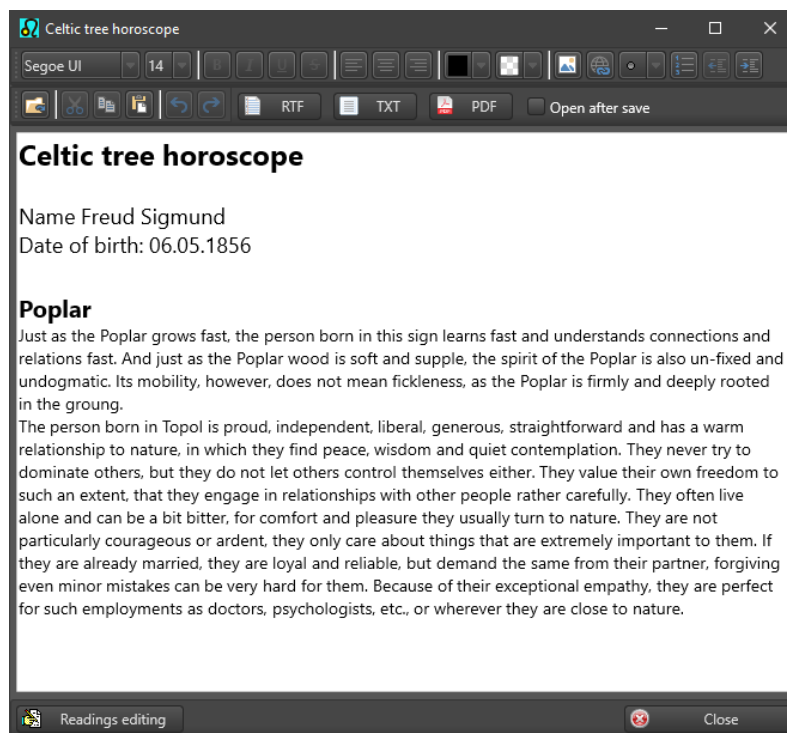 Celtic tree horoscope
Segoe UI 14 B I U S
RTF TXT PDF Open after save
Celtic tree horoscope
Name Freud Sigmund
Date of birth: 06.05.1856
Poplar
Just as the Poplar grows fast, the person born in this sign learns fast and understands connections and
relations fast. And just as the Poplar wood is soft and supple, the spirit of the Poplar is also un-fixed and
undogmatic. Its mobility, however, does not mean fickleness, as the Poplar is firmly and deeply rooted
in the groung.
The person born in Topol is proud, independent, liberal, generous, straightforward and has a warm
relationship to nature, in which they find peace, wisdom and quiet contemplation. They never try to
dominate others, but they do not let others control themselves either. They value their own freedom to
such an extent, that they engage in relationships with other people rather carefully. They often live
alone and can be a bit bitter, for comfort and pleasure they usually turn to nature. They are not
particularly courageous or ardent, they only care about things that are extremely important to them. If
they are already married, they are loyal and reliable, but demand the same from their partner, forgiving
even minor mistakes can be very hard for them. Because of their exceptional empathy, they are perfect
for such employments as doctors, psychologists, etc., or wherever they are close to nature.
Readings editing Close